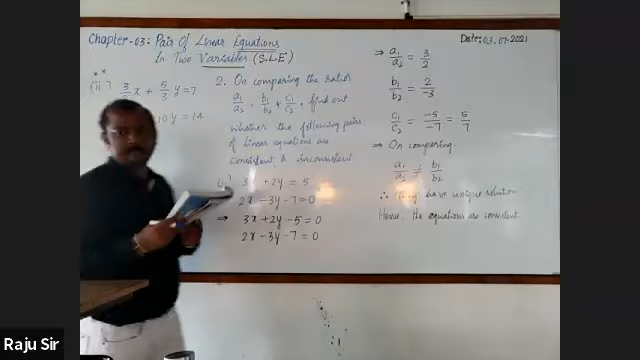 Chapter-03: Pair Of Linear Equations
In Two Variables (S.L.E)
Date: 03.07.2021
(ii) 3/2 x + 5/3 y = 7
10y = 14
2. On comparing the ratios
a₁/a₂, b₁/b₂ & c₁/c₂, find out
whether the following pairs
of linear equations are
consistent & inconsistent
(i) 3x + 2y = 5
2x - 3y - 7 = 0
⇒ 3x + 2y - 5 = 0
2x - 3y - 7 = 0
⇒ a₁/a₂ = 3/2
b₁/b₂ = 2/-3
c₁/c₂ = -5/-7 = 5/7
⇒ On comparing
a₁/a₂ ≠ b₁/b₂
∴ They have unique solution
Hence, the equations are consistent.
Raju Sir